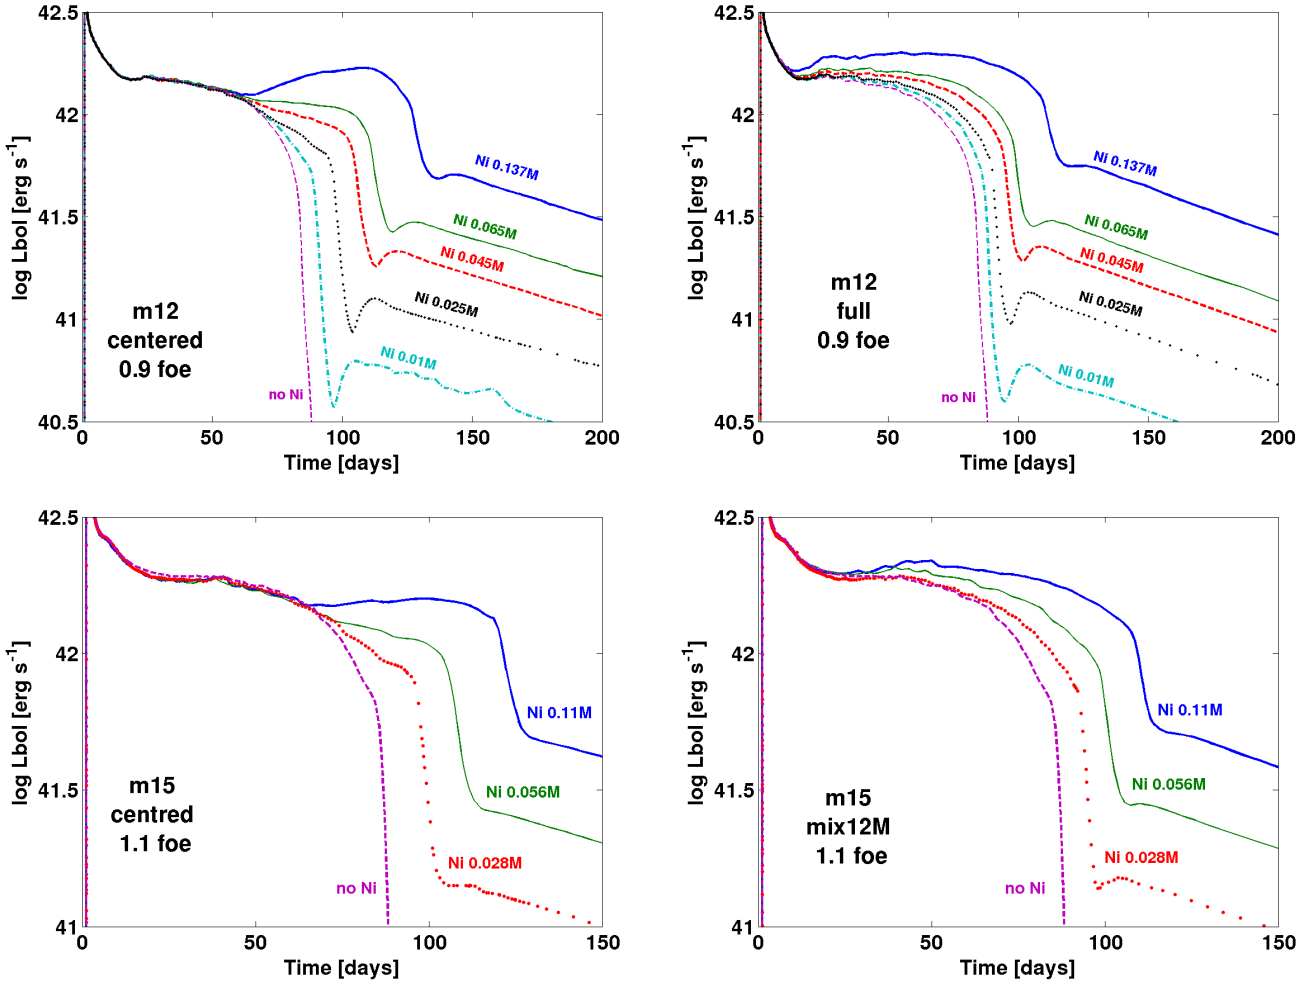 42.5
42
41.5
41
40.5
log Lbol [erg s⁻¹]
Ni 0.137M
Ni 0.065M
Ni 0.045M
Ni 0.025M
Ni 0.01M
no Ni
m12
centered
0.9 foe
0 50 100 150 200
Time [days]
42.5
42
41.5
41
40.5
log Lbol [erg s⁻¹]
Ni 0.137M
Ni 0.065M
Ni 0.045M
Ni 0.025M
Ni 0.01M
no Ni
m12
full
0.9 foe
0 50 100 150 200
Time [days]
42.5
42
41.5
41
log Lbol [erg s⁻¹]
Ni 0.11M
Ni 0.056M
Ni 0.028M
no Ni
m15
centred
1.1 foe
0 50 100 150
Time [days]
42.5
42
41.5
41
log Lbol [erg s⁻¹]
Ni 0.11M
Ni 0.056M
Ni 0.028M
no Ni
m15
mix12M
1.1 foe
0 50 100 150
Time [days]